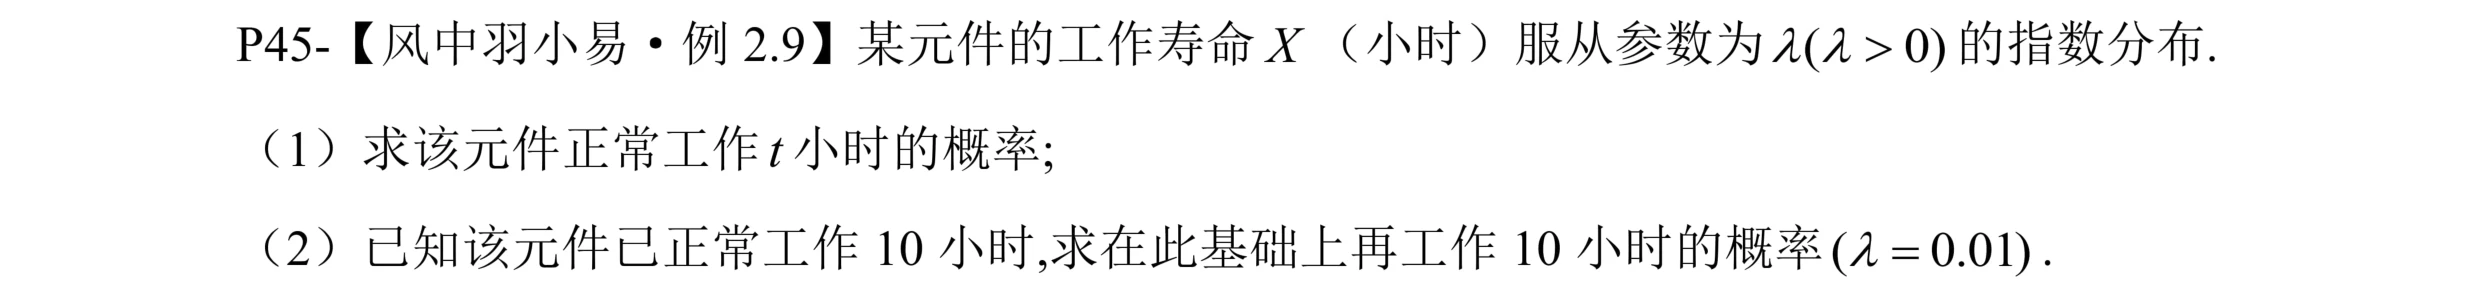 P45-【风中羽小易·例 2.9】某元件的工作寿命 X （小时）服从参数为 λ(λ > 0) 的指数分布.
（1）求该元件正常工作 t 小时的概率;
（2）已知该元件已正常工作 10 小时,求在此基础上再工作 10 小时的概率 (λ = 0.01) .